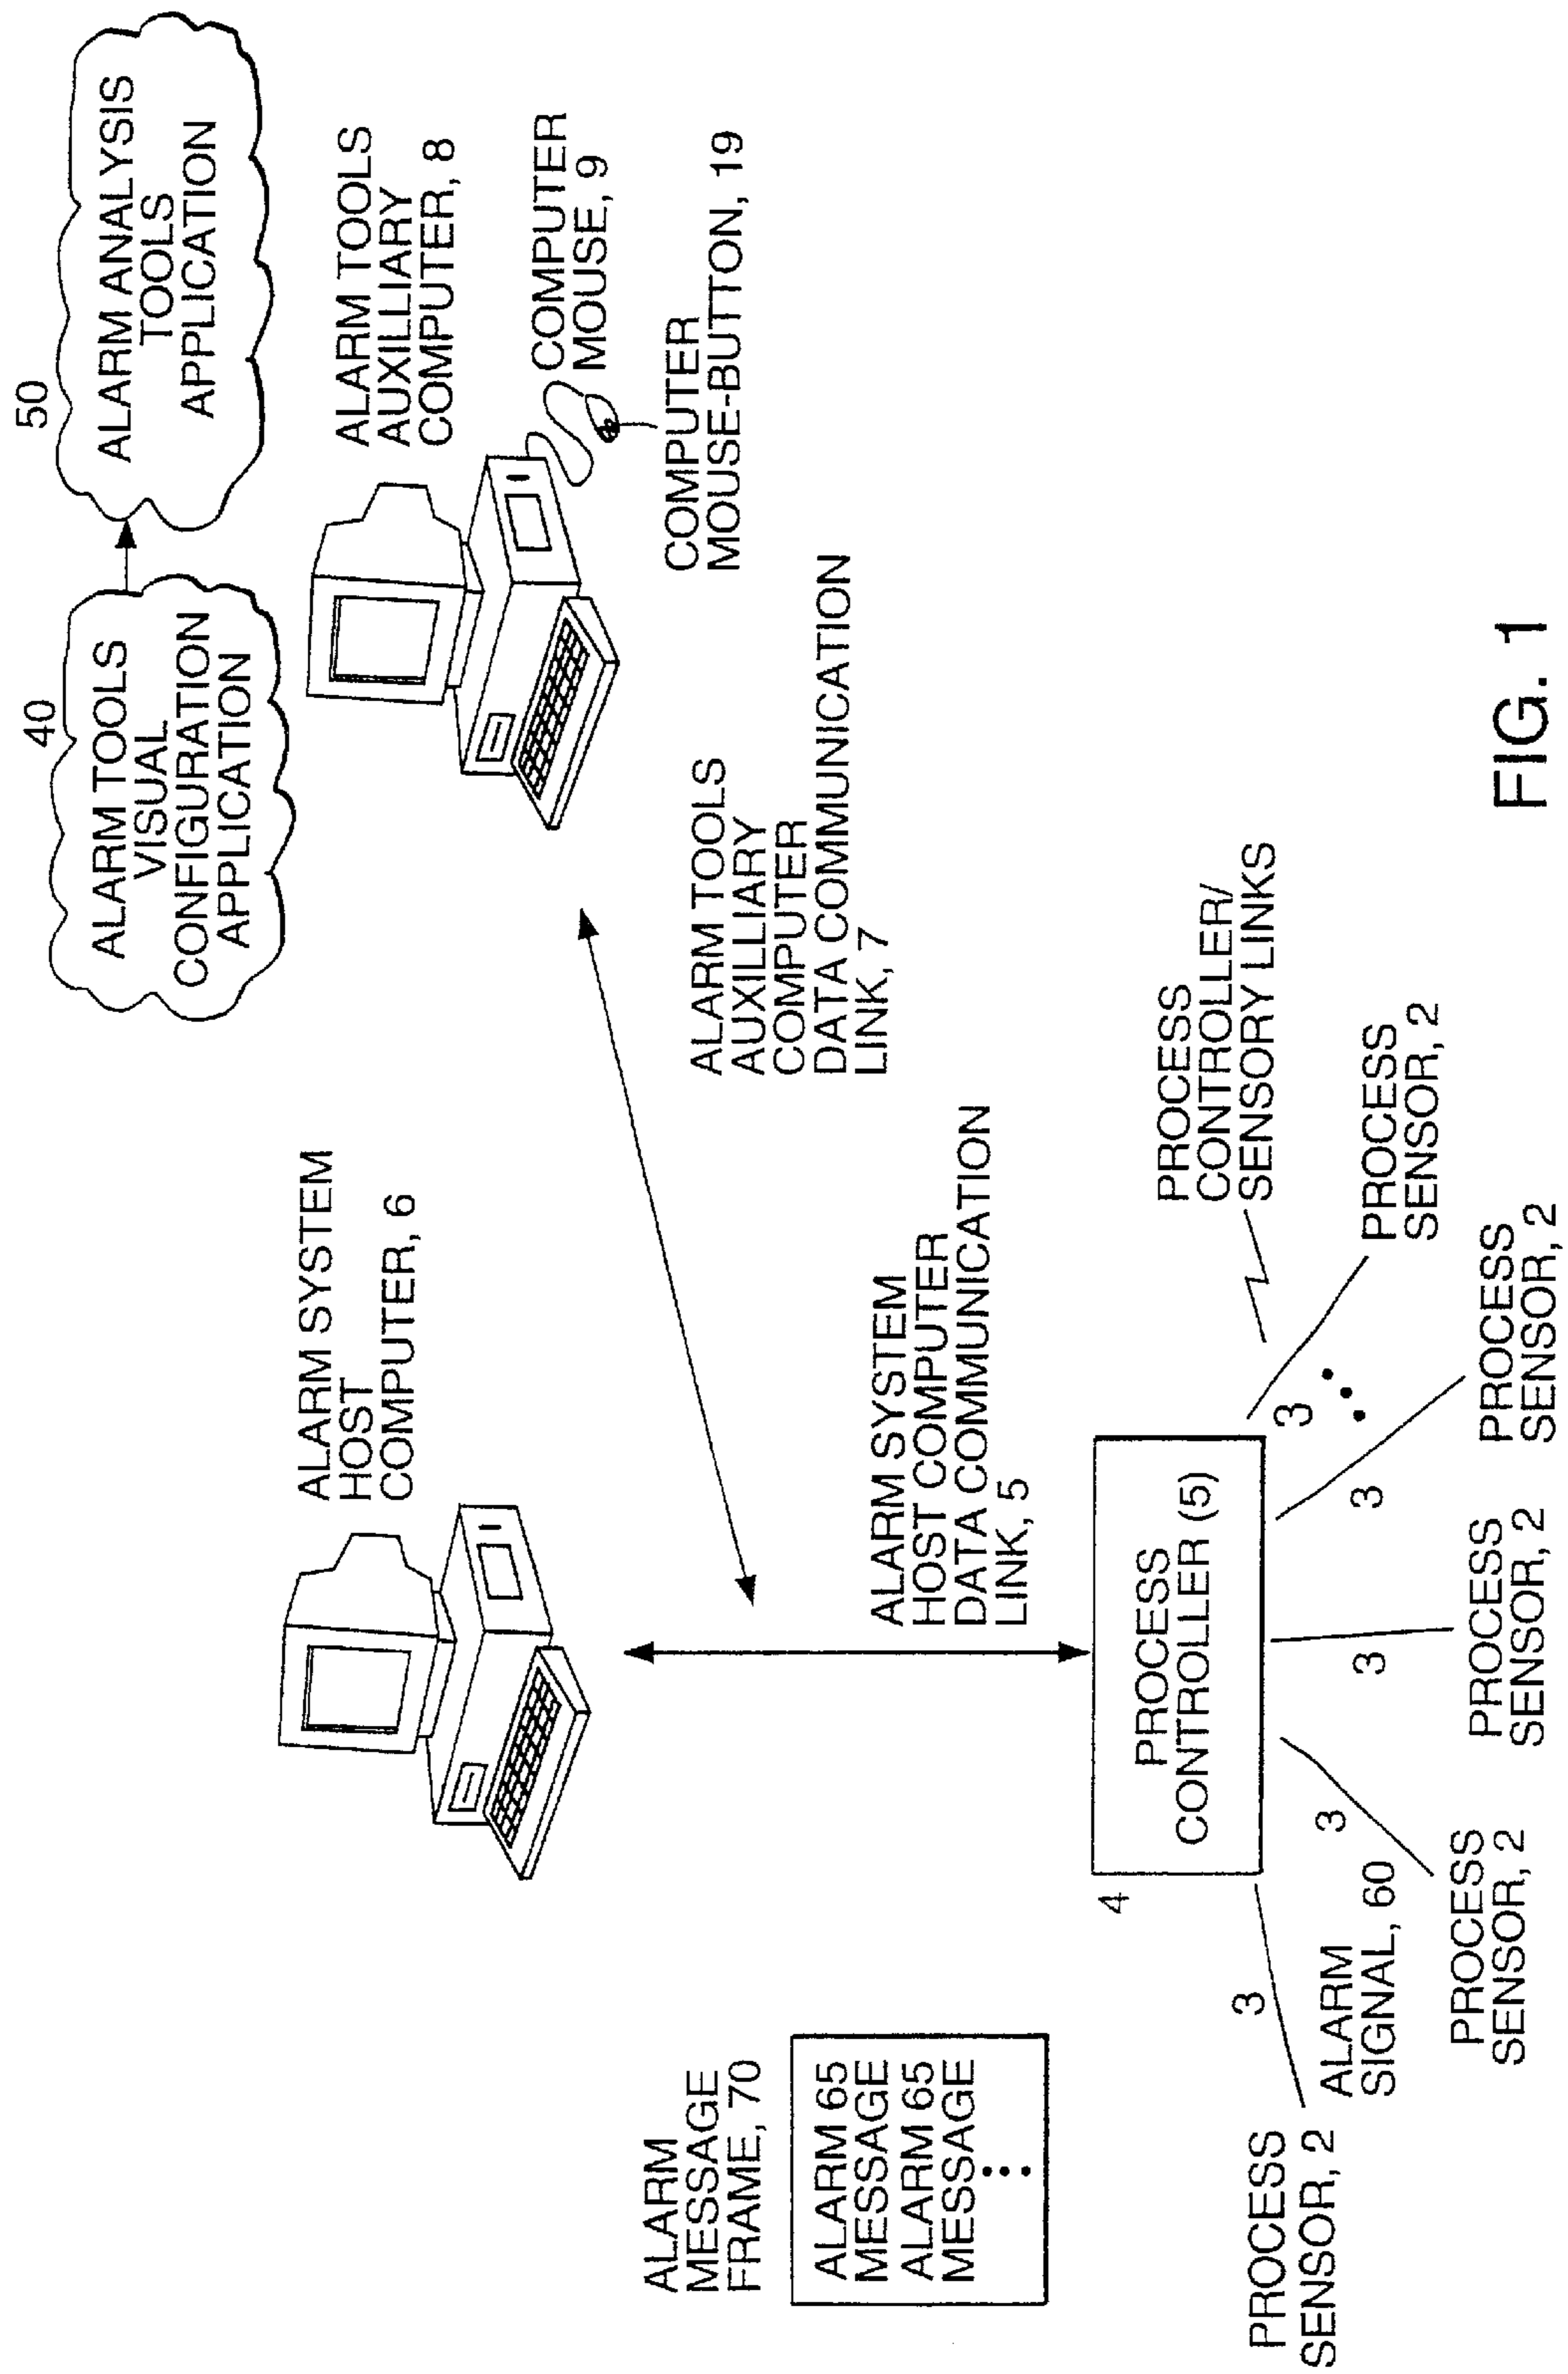 40
ALARM TOOLS
VISUAL
CONFIGURATION
APPLICATION
50
ALARM ANALYSIS
TOOLS
APPLICATION
ALARM SYSTEM
HOST
COMPUTER, 6
ALARM TOOLS
AUXILLIARY
COMPUTER, 8
COMPUTER
MOUSE, 9
COMPUTER
MOUSE-BUTTON, 19
ALARM TOOLS
AUXILLIARY
COMPUTER
DATA COMMUNICATION
LINK, 7
ALARM
MESSAGE
FRAME, 70
ALARM 65
MESSAGE
ALARM 65
MESSAGE
ALARM SYSTEM
HOST COMPUTER
DATA COMMUNICATION
LINK, 5
4
PROCESS
CONTROLLER (5)
PROCESS
CONTROLLER/
SENSORY LINKS
3
3
3
3
3
ALARM
SIGNAL, 60
PROCESS
SENSOR, 2
PROCESS
SENSOR, 2
PROCESS
SENSOR, 2
PROCESS
SENSOR, 2
PROCESS
SENSOR, 2
FIG. 1